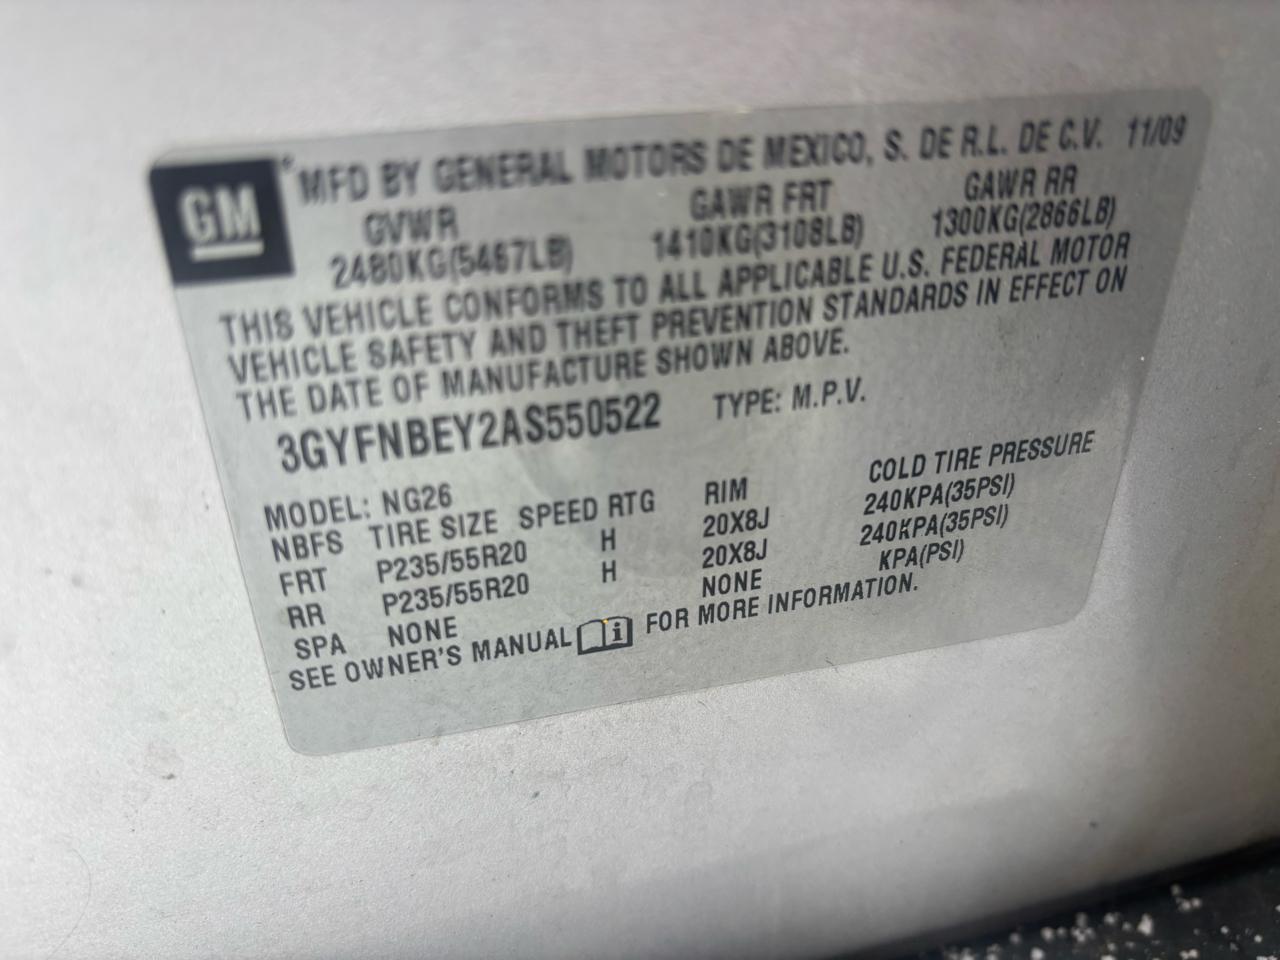 GM MFD BY GENERAL MOTORS DE MEXICO, S. DE R.L. DE C.V. 11/09
GVWR GAWR FRT GAWR RR
2480KG(5467LB) 1410KG(3108LB) 1300KG(2866LB)
THIS VEHICLE CONFORMS TO ALL APPLICABLE U.S. FEDERAL MOTOR
VEHICLE SAFETY AND THEFT PREVENTION STANDARDS IN EFFECT ON
THE DATE OF MANUFACTURE SHOWN ABOVE.
3GYFNBEY2AS550522 TYPE: M.P.V.
MODEL: NG26
NBFS TIRE SIZE SPEED RTG RIM COLD TIRE PRESSURE
FRT P235/55R20 H 20X8J 240KPA(35PSI)
RR P235/55R20 H 20X8J 240KPA(35PSI)
SPA NONE NONE KPA(PSI)
SEE OWNER'S MANUAL i FOR MORE INFORMATION.